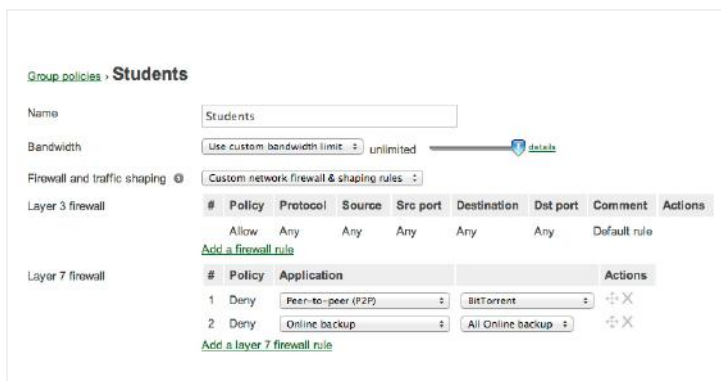 Group policies › Students
Name Students
Bandwidth Use custom bandwidth limit unlimited details
Firewall and traffic shaping Custom network firewall & shaping rules
Layer 3 firewall # Policy Protocol Source Src port Destination Dst port Comment Actions
Allow Any Any Any Any Any Default rule
Add a firewall rule
Layer 7 firewall # Policy Application Actions
1 Deny Peer-to-peer (P2P) BitTorrent
2 Deny Online backup All Online backup
Add a layer 7 firewall rule